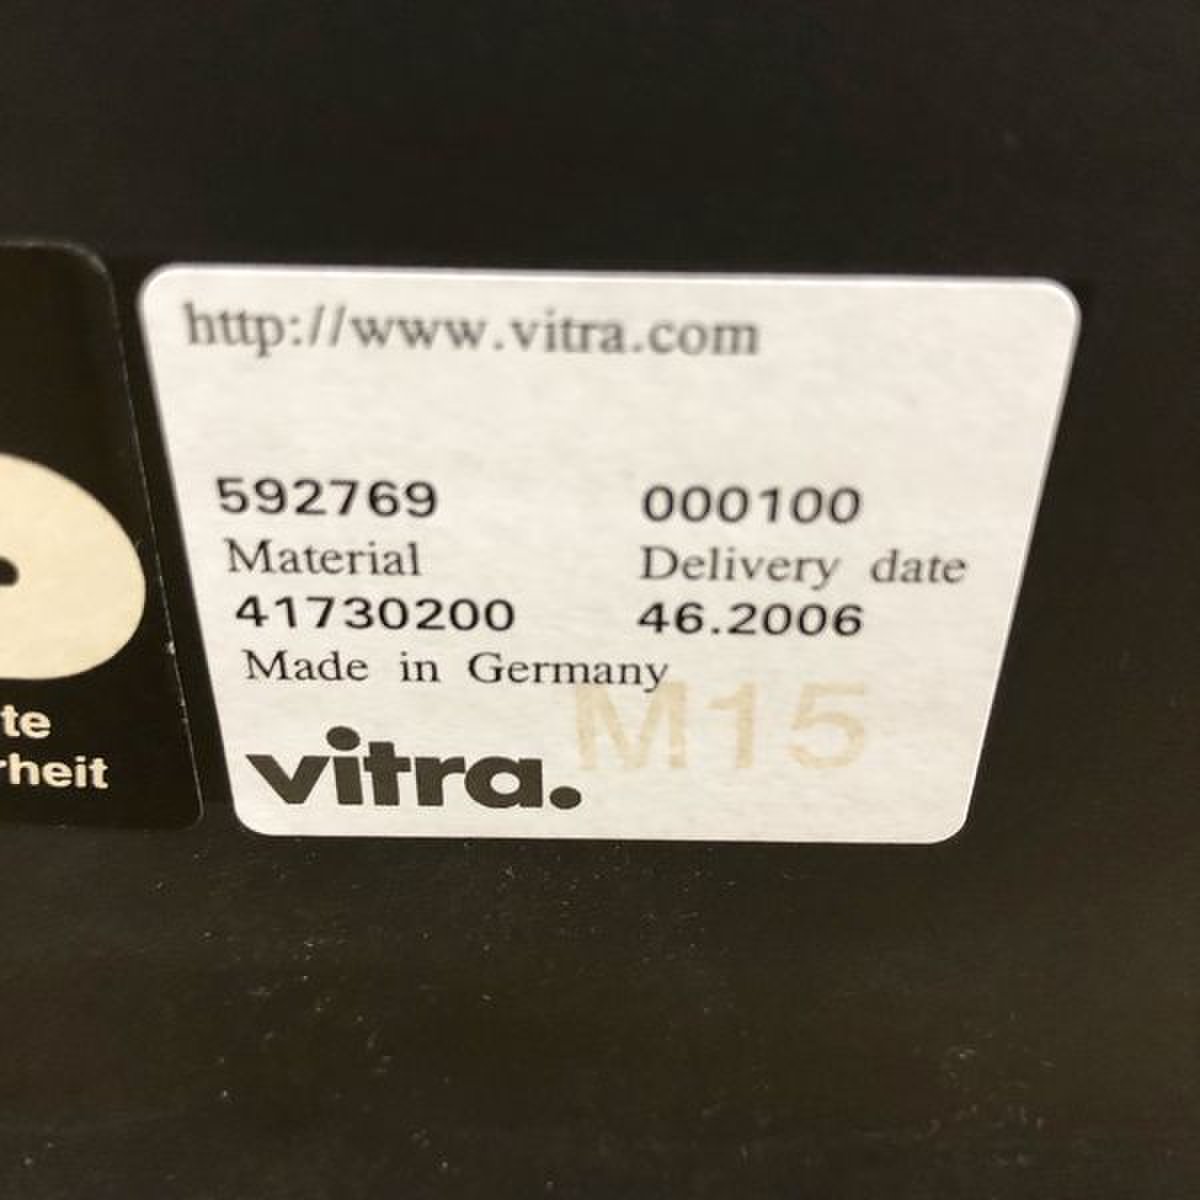 http://www.vitra.com
592769 000100
Material Delivery date
41730200 46.2006
Made in Germany
M15
vitra.
te
rheit